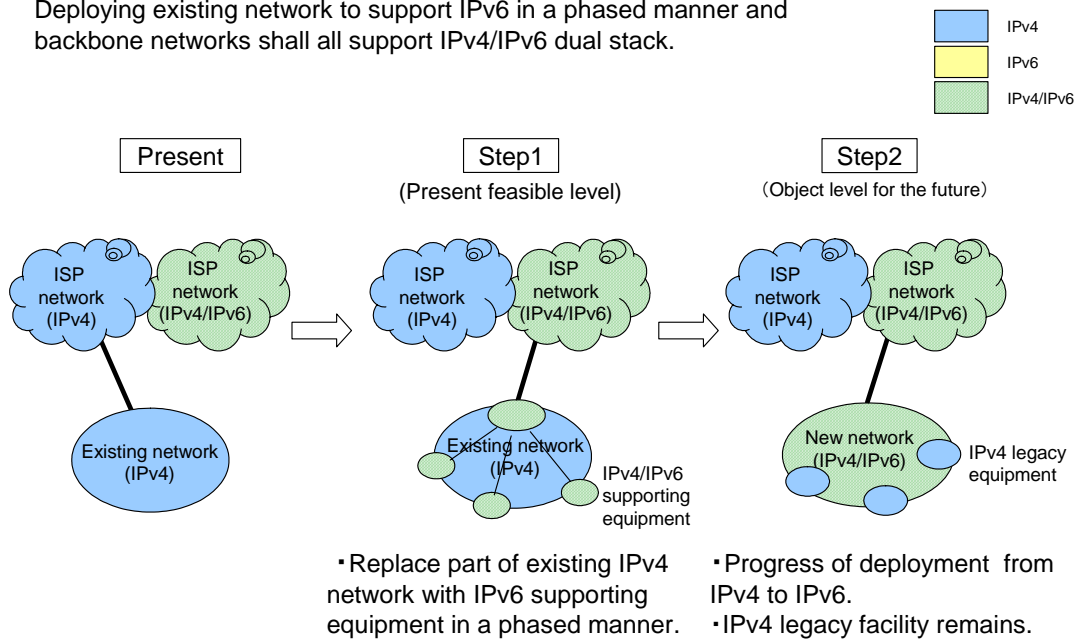 Deploying existing network to support IPv6 in a phased manner and
backbone networks shall all support IPv4/IPv6 dual stack.
IPv4
IPv6
IPv4/IPv6
Present
Step1
(Present feasible level)
Step2
（Object level for the future）
ISP
network
(IPv4)
ISP
network
(IPv4/IPv6)
Existing network
(IPv4)
ISP
network
(IPv4)
ISP
network
(IPv4/IPv6)
Existing network
(IPv4)
IPv4/IPv6
supporting
equipment
ISP
network
(IPv4)
ISP
network
(IPv4/IPv6)
New network
(IPv4/IPv6)
IPv4 legacy
equipment
・Replace part of existing IPv4
network with IPv6 supporting
equipment in a phased manner.
・Progress of deployment from
IPv4 to IPv6.
・IPv4 legacy facility remains.